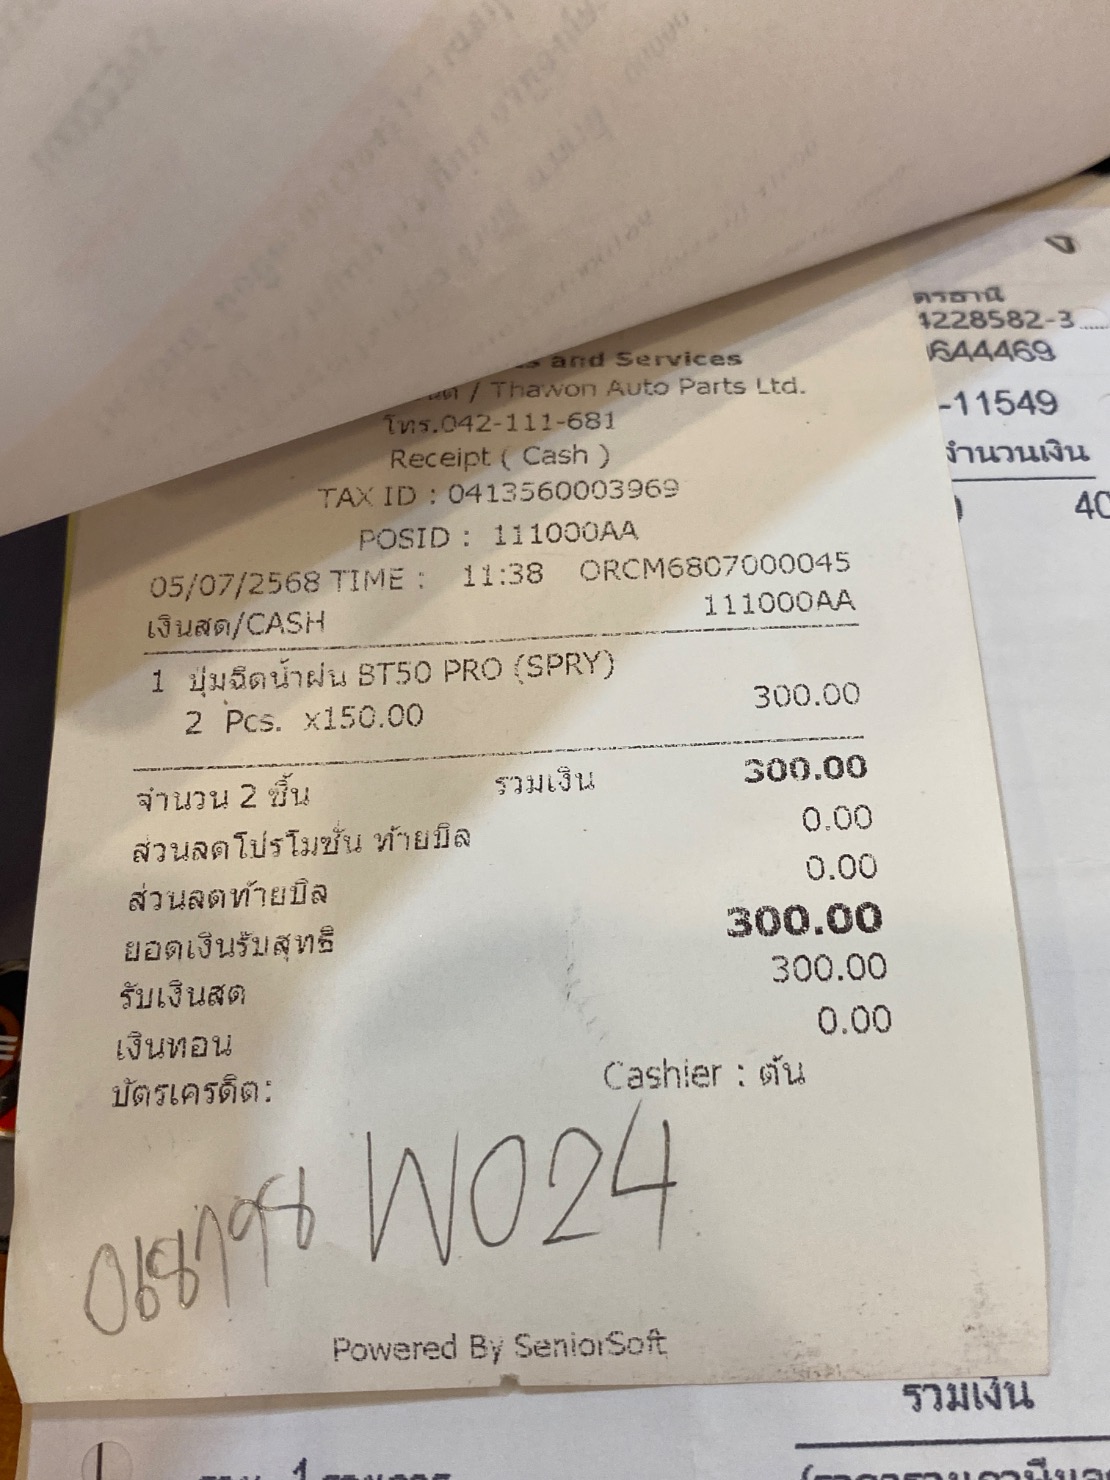 and Services
/ Thawon Auto Parts Ltd.
โทร.042-111-681
Receipt ( Cash )
TAX ID : 0413560003969
POSID : 111000AA
05/07/2568 TIME : 11:38 ORCM6807000045
เงินสด/CASH 111000AA
1 ปุ่มฉีดน้ำฝน BT50 PRO (SPRY)
2 Pcs. x150.00 300.00
จำนวน 2 ชิ้น รวมเงิน 300.00
ส่วนลดโปรโมชั่น ท้ายบิล 0.00
ส่วนลดท้ายบิล 0.00
ยอดเงินรับสุทธิ 300.00
รับเงินสด 300.00
เงินทอน 0.00
บัตรเครดิต: Cashier : ต้น
W024
Powered By SeniorSoft
4228582-3
644469
-11549
จำนวนเงิน
40
รวมเงิน